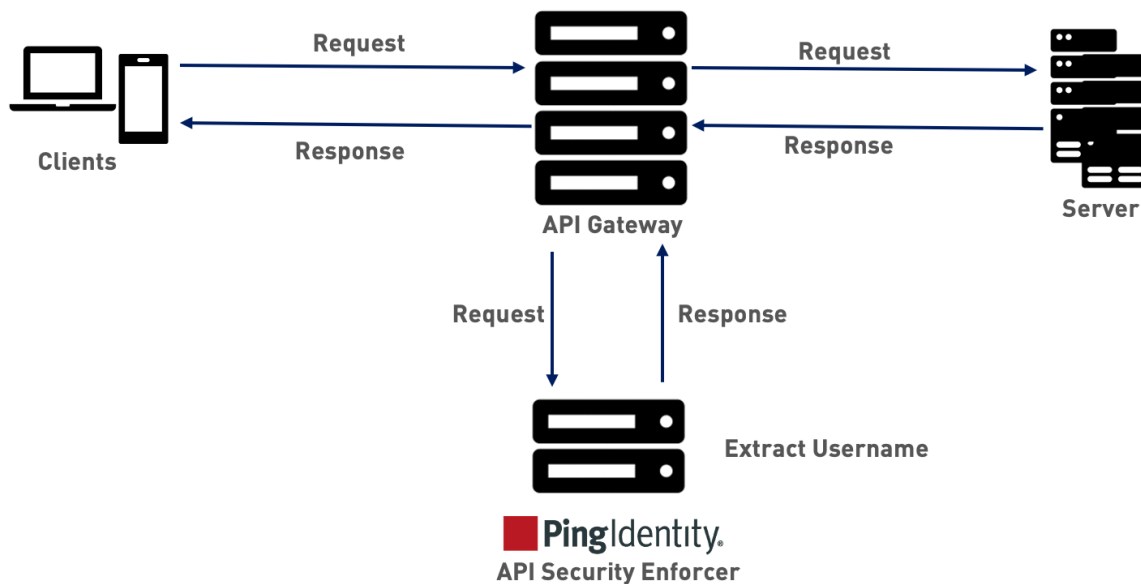 Request
Request
Clients
Response
Response
Server
API Gateway
Request
Response
Extract Username
PingIdentity.
API Security Enforcer